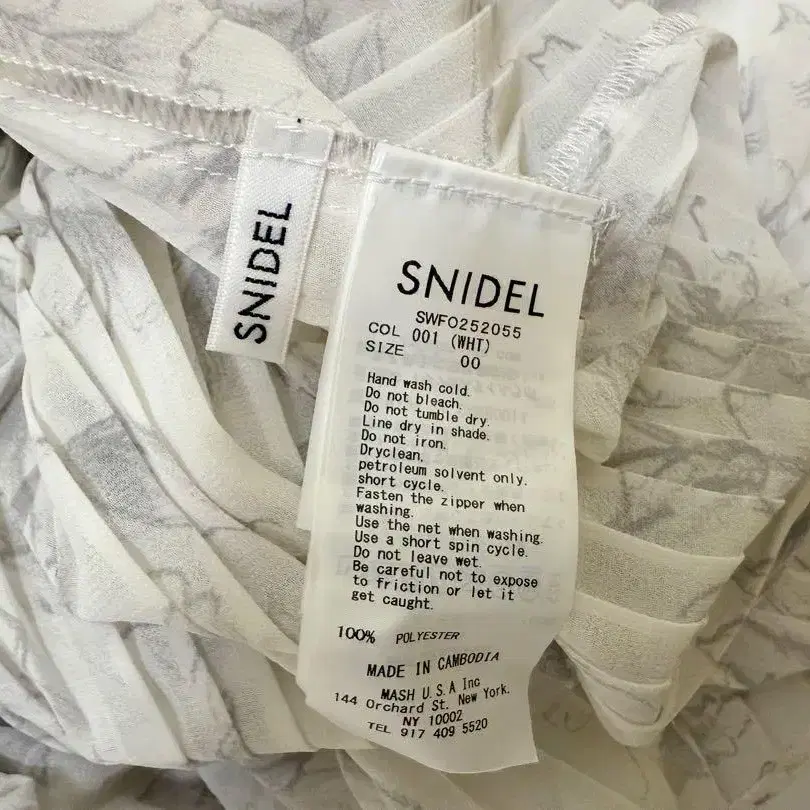 SNIDEL
SNIDEL
SWFO252055
COL 001 (WHT)
SIZE 00
Hand wash cold.
Do not bleach.
Do not tumble dry.
Line dry in shade.
Do not iron.
Dryclean.
petroleum solvent only.
short cycle.
Fasten the zipper when
washing.
Use the net when washing.
Use a short spin cycle.
Do not leave wet.
Be careful not to expose
to friction or let it
get caught.
100% POLYESTER
MADE IN CAMBODIA
MASH U.S.A Inc
144 Orchard St. New York.
NY 10002
TEL 917 409 5520